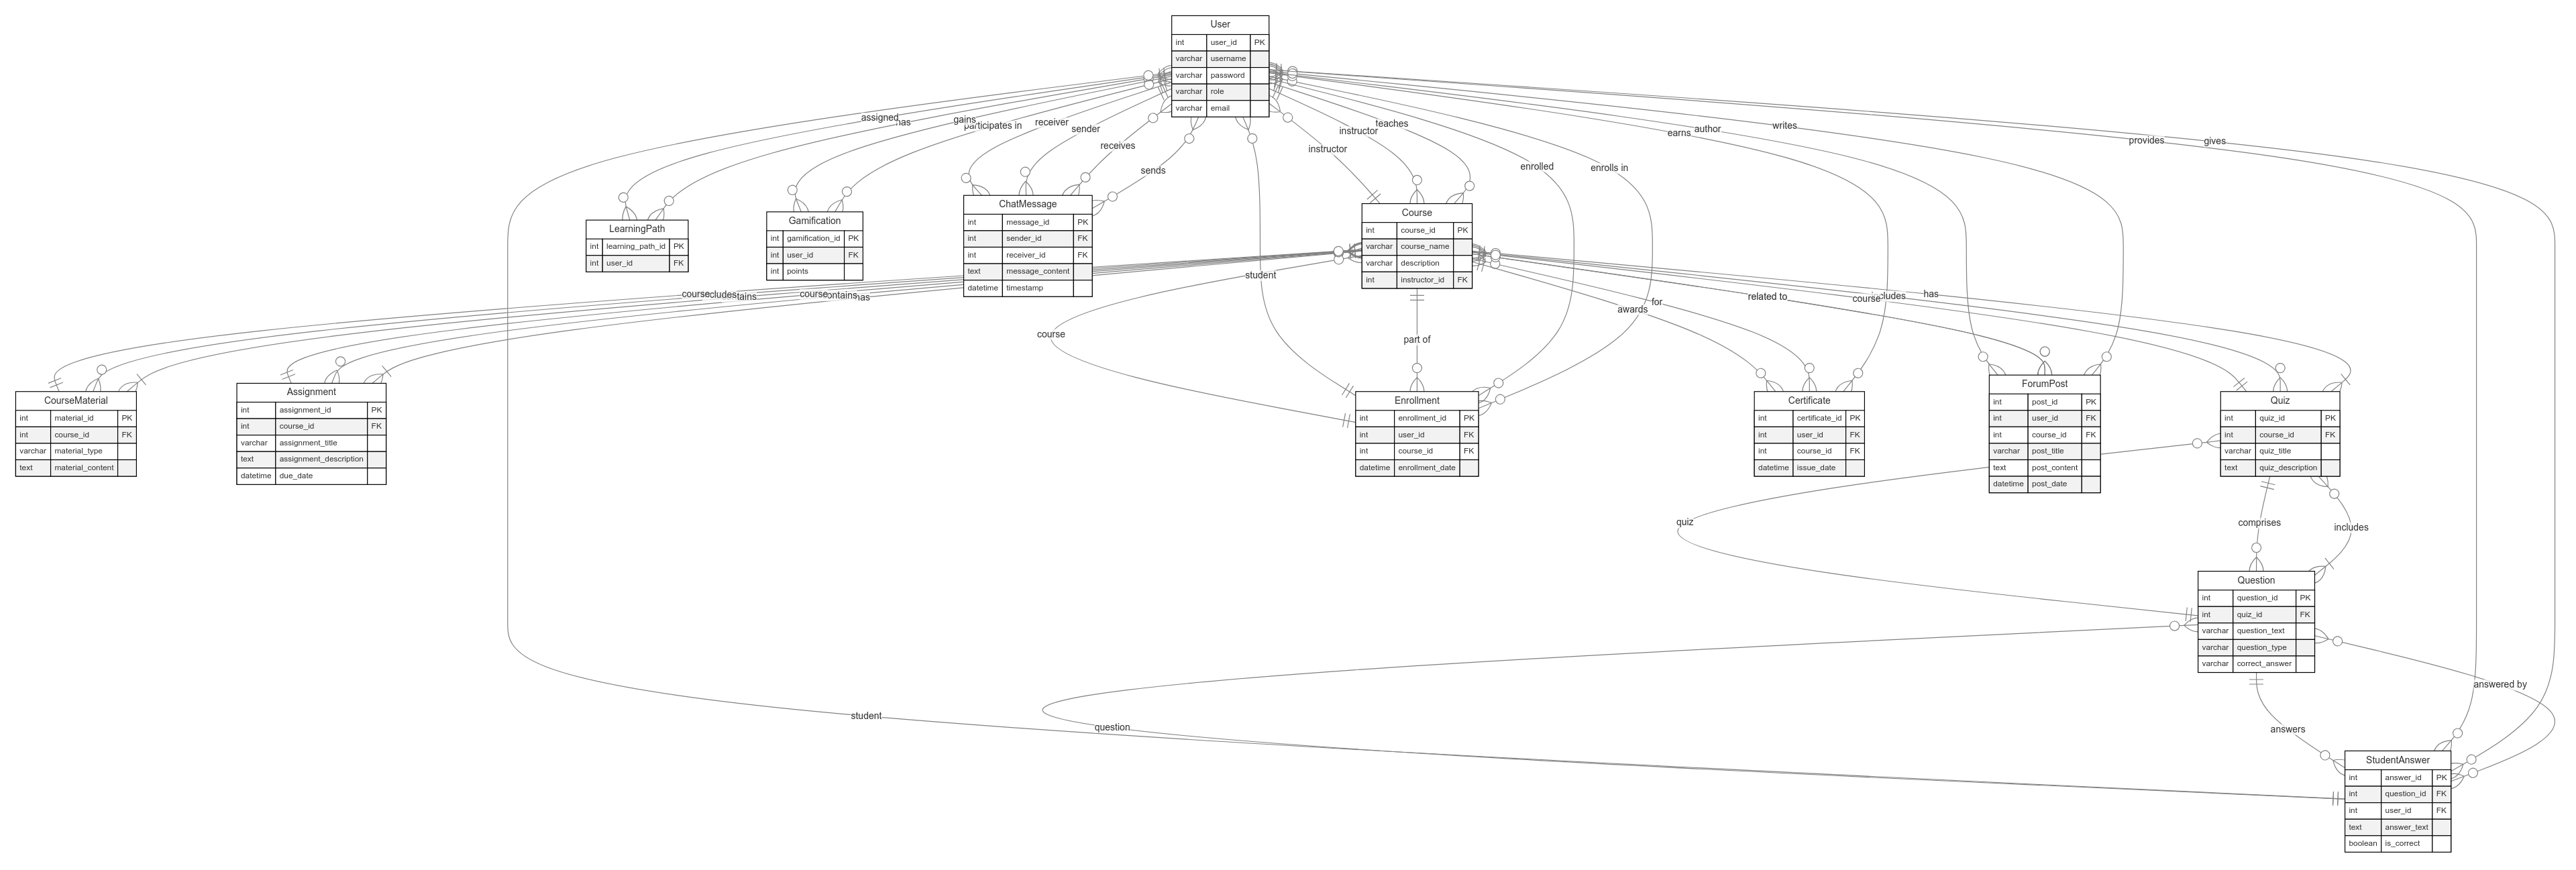 User
int user_id PK
varchar username
varchar password
varchar role
varchar email
assigned
has
gains
participates in
receiver
sender
receives
sends
instructor
instructor
teaches
enrolled
enrolls in
earns
author
writes
provides
gives
LearningPath
int learning_path_id PK
int user_id FK
Gamification
int gamification_id PK
int user_id FK
int points
ChatMessage
int message_id PK
int sender_id FK
int receiver_id FK
text message_content
datetime timestamp
Course
int course_id PK
varchar course_name
varchar description
int instructor_id FK
course
course
student
course
part of
for
awards
related to
course
has
CourseMaterial
int material_id PK
int course_id FK
varchar material_type
text material_content
Assignment
int assignment_id PK
int course_id FK
varchar assignment_title
text assignment_description
datetime due_date
Enrollment
int enrollment_id PK
int user_id FK
int course_id FK
datetime enrollment_date
Certificate
int certificate_id PK
int user_id FK
int course_id FK
datetime issue_date
ForumPost
int post_id PK
int user_id FK
int course_id FK
varchar post_title
text post_content
datetime post_date
Quiz
int quiz_id PK
int course_id FK
varchar quiz_title
text quiz_description
quiz
comprises
includes
Question
int question_id PK
int quiz_id FK
varchar question_text
varchar question_type
varchar correct_answer
student
question
answers
answered by
StudentAnswer
int answer_id PK
int question_id FK
int user_id FK
text answer_text
boolean is_correct